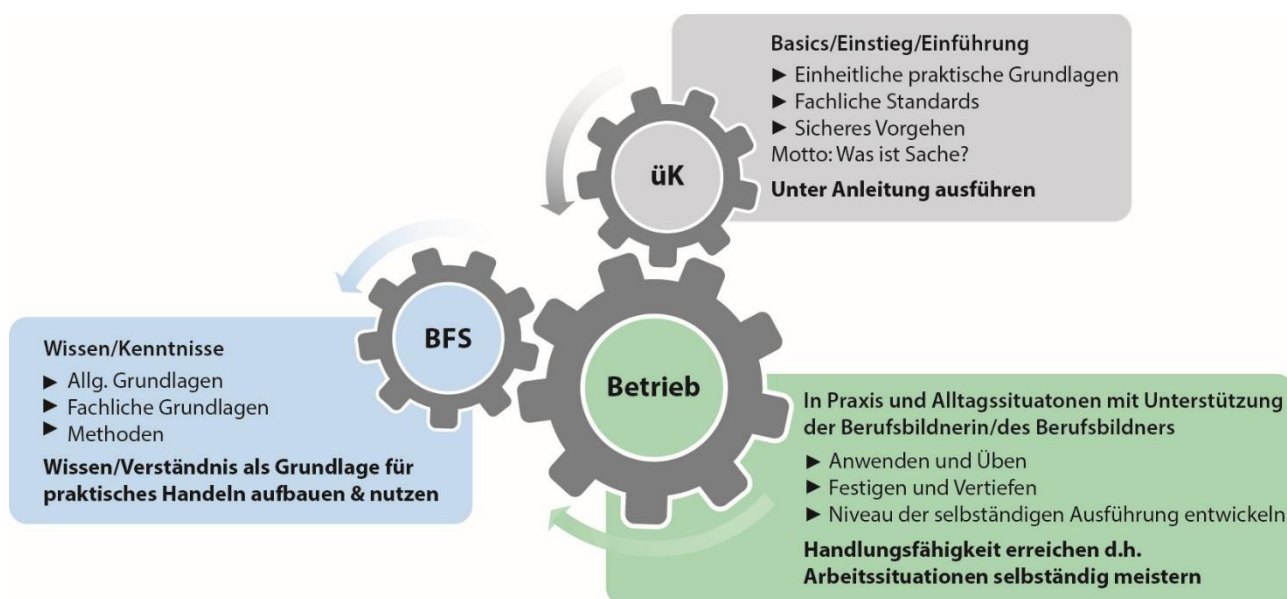 Basics/Einstieg/Einführung
► Einheitliche praktische Grundlagen
► Fachliche Standards
► Sicheres Vorgehen
Motto: Was ist Sache?
Unter Anleitung ausführen
üK
BFS
Wissen/Kenntnisse
► Allg. Grundlagen
► Fachliche Grundlagen
► Methoden
Wissen/Verständnis als Grundlage für
praktisches Handeln aufbauen & nutzen
Betrieb
In Praxis und Alltagssituatonen mit Unterstützung
der Berufsbildnerin/des Berufsbildners
► Anwenden und Üben
► Festigen und Vertiefen
► Niveau der selbständigen Ausführung entwickeln
Handlungsfähigkeit erreichen d.h.
Arbeitssituationen selbständig meistern